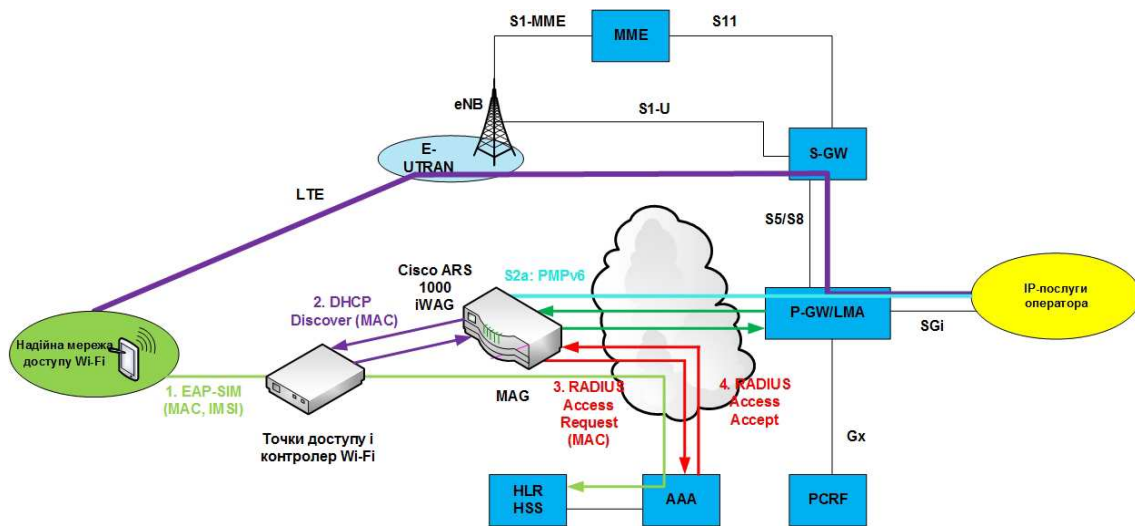 S1-MME
MME
S11
eNB
S1-U
E-
UTRAN
S-GW
LTE
S5/S8
Cisco ARS
1000
iWAG
S2a: PMPv6
2. DHCP
Discover (MAC)
P-GW/LMA
IP-послуги
оператора
SGi
Надійна мережа
доступу Wi-Fi
1. EAP-SIM
(MAC, IMSI)
MAG
3. RADIUS
Access
Request
(MAC)
4. RADIUS
Access
Accept
Точки доступу і
контролер Wi-Fi
Gx
HLR
HSS
AAA
PCRF